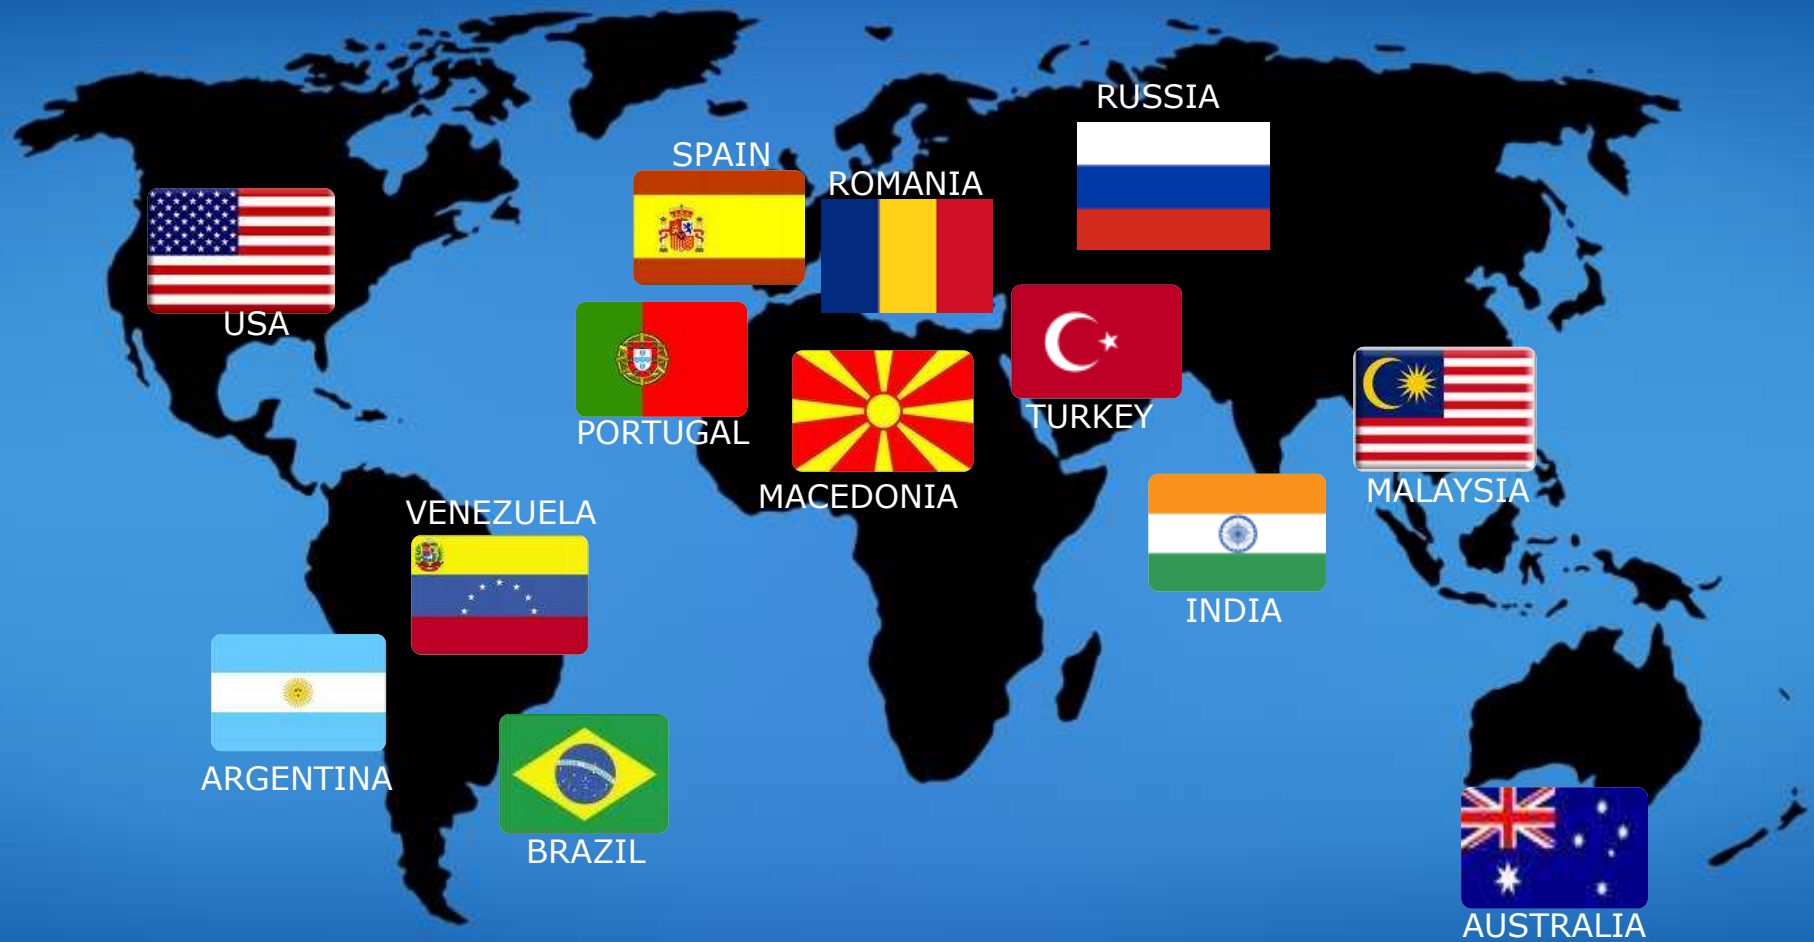 RUSSIA
SPAIN
ROMANIA
USA
TURKEY
PORTUGAL
MALAYSIA
MACEDONIA
VENEZUELA
INDIA
ARGENTINA
BRAZIL
AUSTRALIA